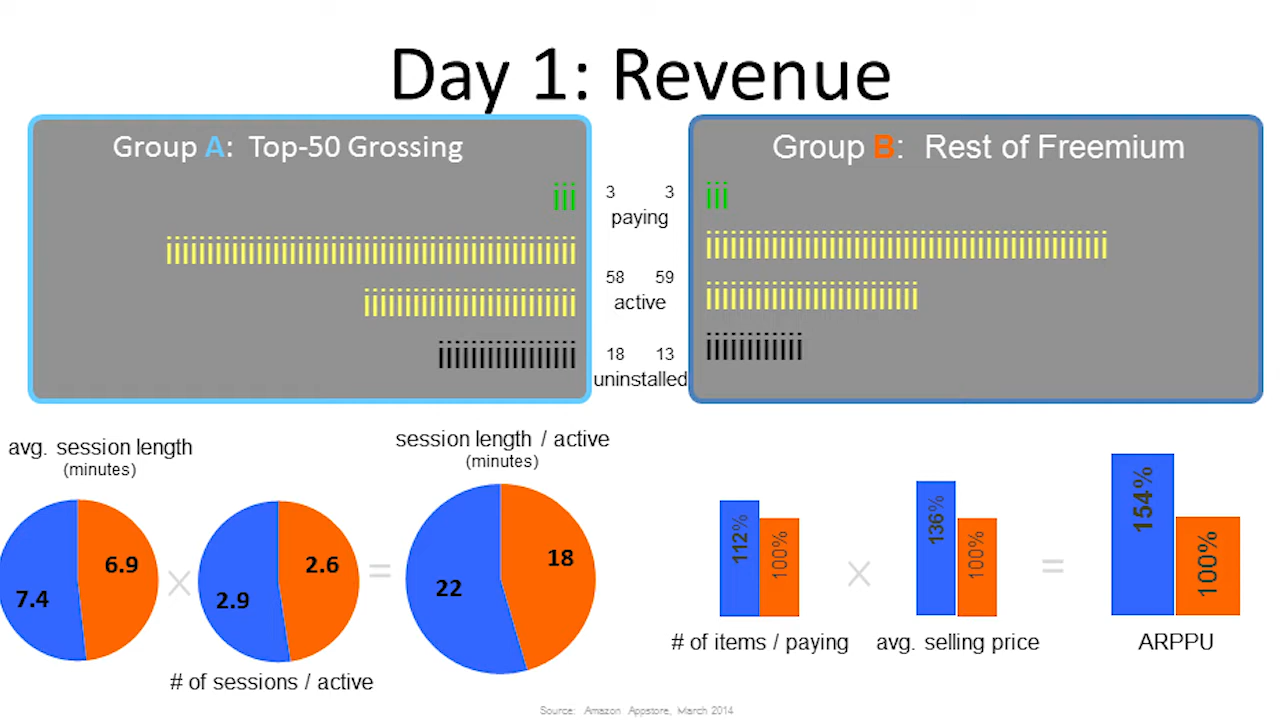 Day 1: Revenue
Group A: Top-50 Grossing
Group B: Rest of Freemium
3 3
paying
58 59
active
18 13
uninstalled
avg. session length
(minutes)
session length / active
(minutes)
7.4
6.9
×
2.9
2.6
=
22
18
# of sessions / active
112%
100%
×
136%
100%
=
154%
100%
# of items / paying
avg. selling price
ARPPU
Source: Amazon Appstore, March 2014